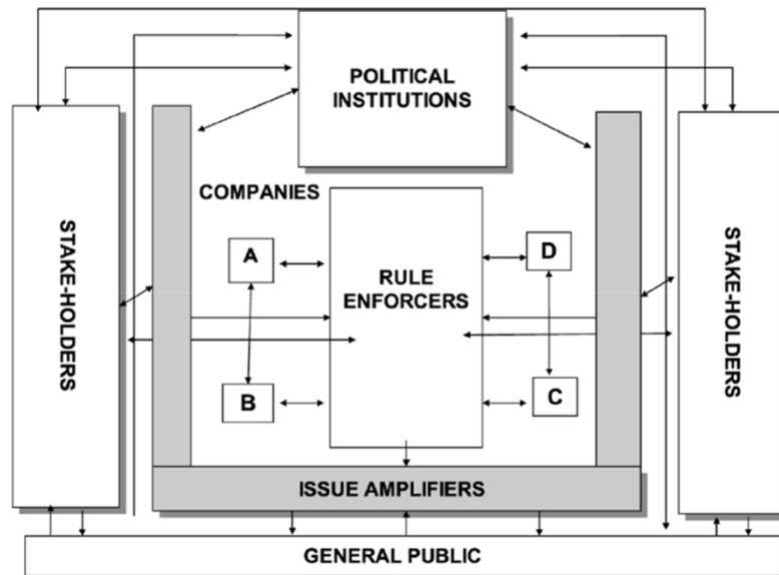 POLITICAL
INSTITUTIONS
COMPANIES
STAKE-HOLDERS
A
B
RULE
ENFORCERS
D
C
STAKE-HOLDERS
ISSUE AMPLIFIERS
GENERAL PUBLIC